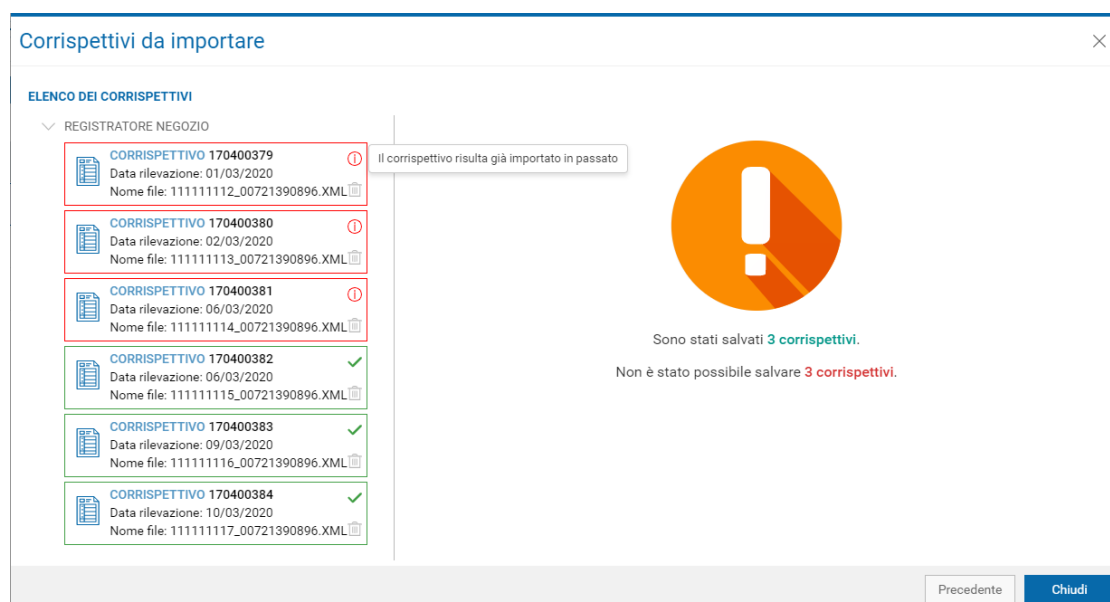 Corrispettivi da importare
ELENCO DEI CORRISPETTIVI
REGISTRATORE NEGOZIO
CORRISPETTIVO 170400379
Data rilevazione: 01/03/2020
Nome file: 111111112_00721390896.XML
Il corrispettivo risulta già importato in passato
CORRISPETTIVO 170400380
Data rilevazione: 02/03/2020
Nome file: 111111113_00721390896.XML
CORRISPETTIVO 170400381
Data rilevazione: 06/03/2020
Nome file: 111111114_00721390896.XML
CORRISPETTIVO 170400382
Data rilevazione: 06/03/2020
Nome file: 111111115_00721390896.XML
CORRISPETTIVO 170400383
Data rilevazione: 09/03/2020
Nome file: 111111116_00721390896.XML
CORRISPETTIVO 170400384
Data rilevazione: 10/03/2020
Nome file: 111111117_00721390896.XML
Sono stati salvati 3 corrispettivi.
Non è stato possibile salvare 3 corrispettivi.
Precedente
Chiudi